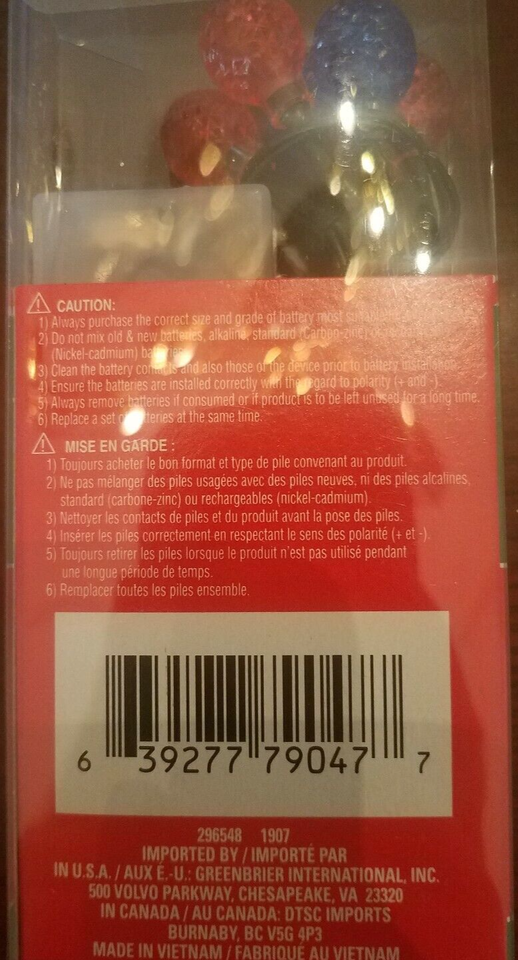 CAUTION:
1) Always purchase the correct size and grade of battery most
2) Do not mix old & new batteries, alkaline, standard (Carbon-zinc)
(Nickel-cadmium)
3) Clean the battery contacts and also those of the device prior to battery installation.
4) Ensure the batteries are installed correctly with the regard to polarity (+ and -).
5) Always remove batteries if consumed or if product is to be left unused for a long time.
6) Replace a set of batteries at the same time.
MISE EN GARDE :
1) Toujours acheter le bon format et type de pile convenant au produit.
2) Ne pas mélanger des piles usagées avec des piles neuves, ni des piles alcalines,
standard (carbone-zinc) ou rechargeables (nickel-cadmium).
3) Nettoyer les contacts de piles et du produit avant la pose des piles.
4) Insérer les piles correctement en respectant le sens des polarité (+ et -).
5) Toujours retirer les piles lorsque le produit n'est pas utilisé pendant
une longue période de temps.
6) Remplacer toutes les piles ensemble.
6 39277 79047 7
296548 1907
IMPORTED BY / IMPORTÉ PAR
IN U.S.A. / AUX É.-U.: GREENBRIER INTERNATIONAL, INC.
500 VOLVO PARKWAY, CHESAPEAKE, VA 23320
IN CANADA / AU CANADA: DTSC IMPORTS
BURNABY, BC V5G 4P3
MADE IN VIETNAM / FABRIQUÉ AU VIETNAM